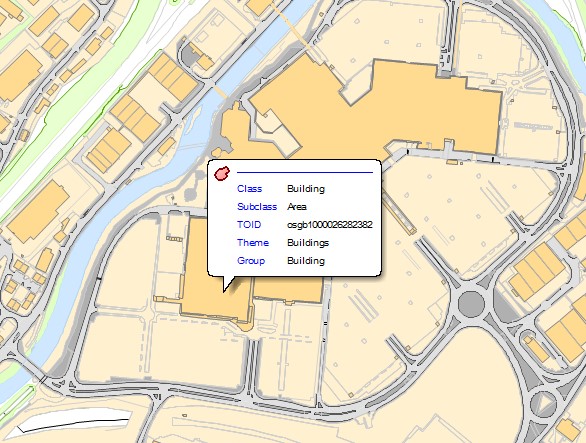 Class Building
Subclass Area
TOID osgb1000026282382
Theme Buildings
Group Building